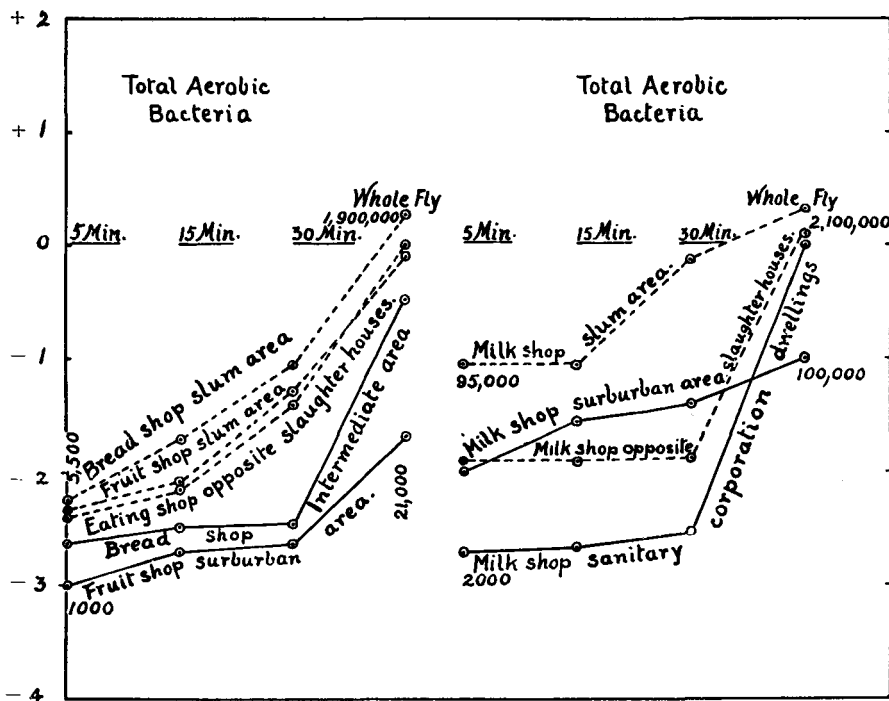 + 2
+ 1
0
- 1
- 2
- 3
- 4
Total Aerobic
Bacteria
Whole Fly
1,900,000
5 Min. 15 Min. 30 Min.
Bread shop slum area
Fruit shop slum area
Eating shop opposite slaughter houses.
Bread shop Intermediate area
Fruit shop surburban area.
1000
21,000
Total Aerobic
Bacteria
Whole Fly
2,100,000
5 Min. 15 Min. 30 Min.
Milk shop slum area.
95,000
Milk shop surburban area
100,000
Milk shop opposite slaughter houses.
Milk shop sanitary corporation dwellings
2000